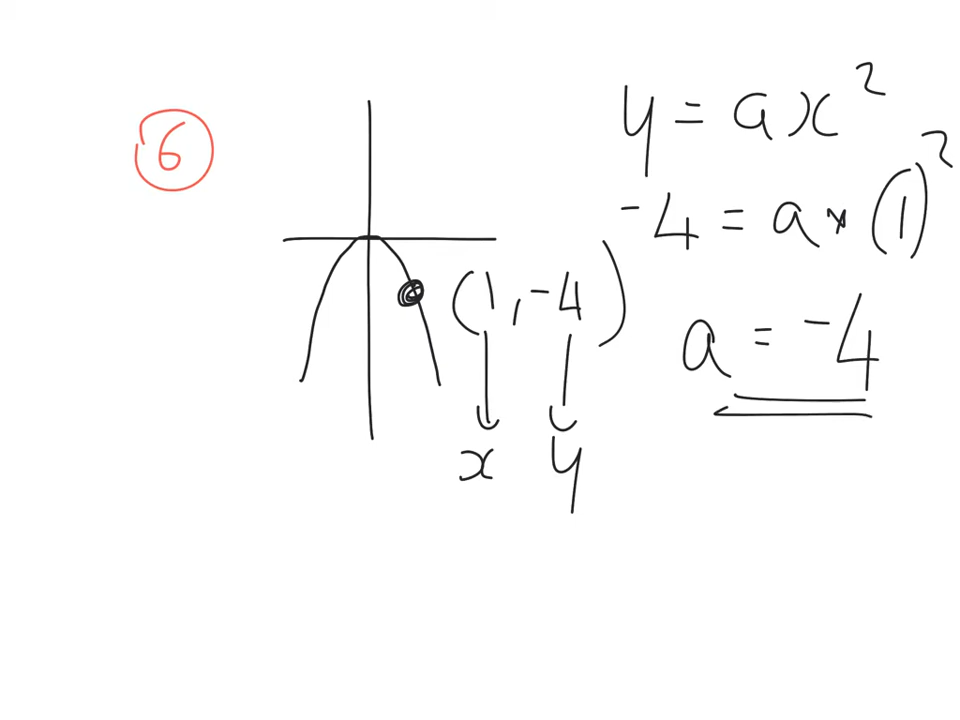 6
y = ax²
-4 = a × (1)²
(1, -4)
a = -4
x y